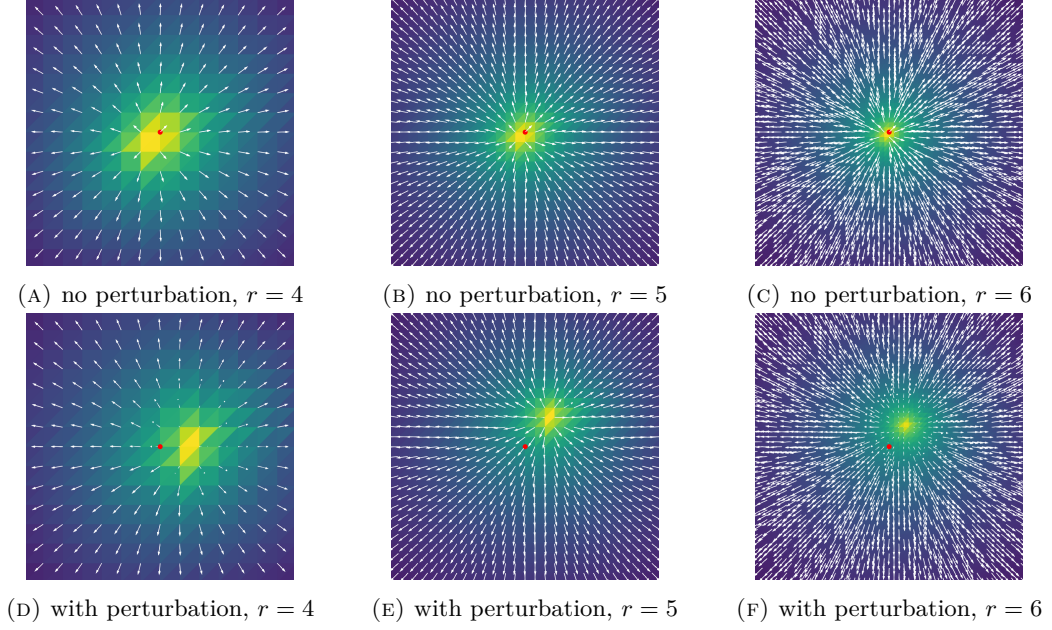 (A) no perturbation, r = 4
(B) no perturbation, r = 5
(C) no perturbation, r = 6
(D) with perturbation, r = 4
(E) with perturbation, r = 5
(F) with perturbation, r = 6